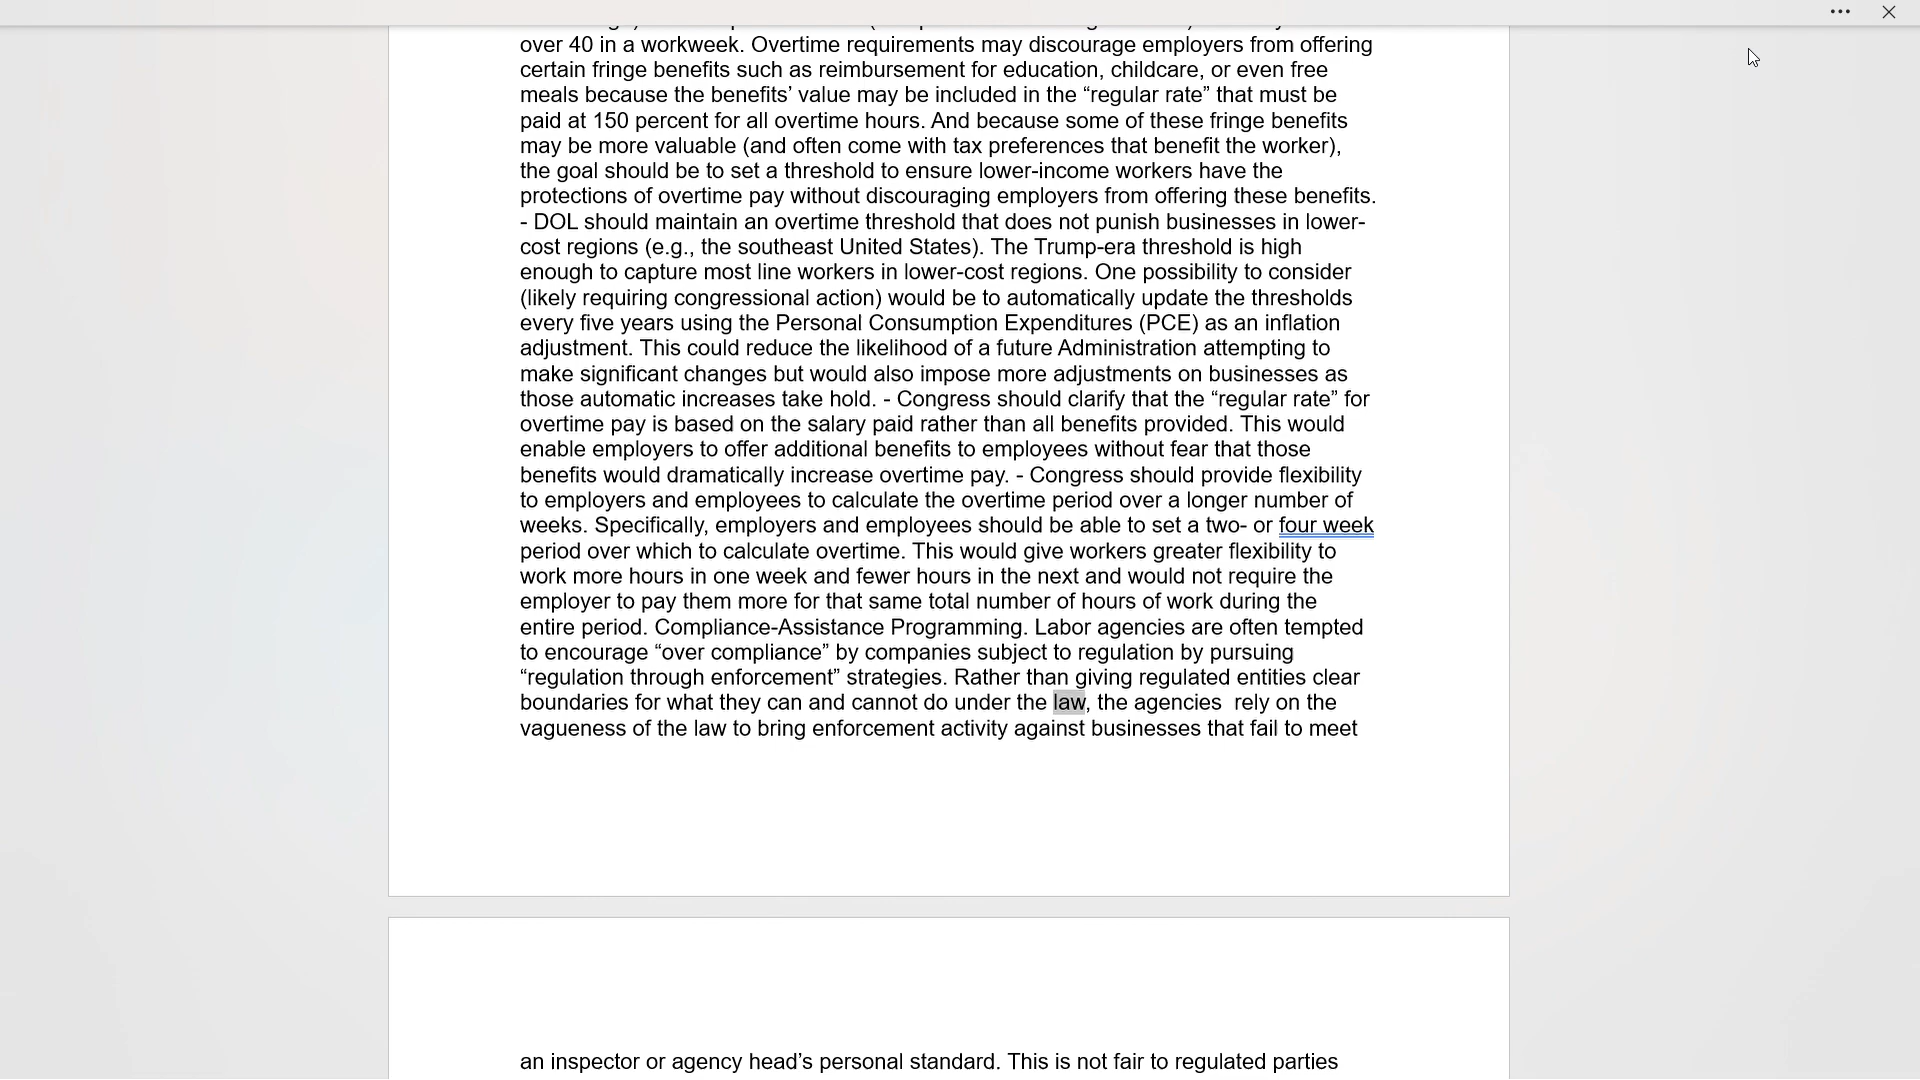 over 40 in a workweek. Overtime requirements may discourage employers from offering
certain fringe benefits such as reimbursement for education, childcare, or even free
meals because the benefits’ value may be included in the “regular rate” that must be
paid at 150 percent for all overtime hours. And because some of these fringe benefits
may be more valuable (and often come with tax preferences that benefit the worker),
the goal should be to set a threshold to ensure lower-income workers have the
protections of overtime pay without discouraging employers from offering these benefits.
- DOL should maintain an overtime threshold that does not punish businesses in lower-
cost regions (e.g., the southeast United States). The Trump-era threshold is high
enough to capture most line workers in lower-cost regions. One possibility to consider
(likely requiring congressional action) would be to automatically update the thresholds
every five years using the Personal Consumption Expenditures (PCE) as an inflation
adjustment. This could reduce the likelihood of a future Administration attempting to
make significant changes but would also impose more adjustments on businesses as
those automatic increases take hold. - Congress should clarify that the “regular rate” for
overtime pay is based on the salary paid rather than all benefits provided. This would
enable employers to offer additional benefits to employees without fear that those
benefits would dramatically increase overtime pay. - Congress should provide flexibility
to employers and employees to calculate the overtime period over a longer number of
weeks. Specifically, employers and employees should be able to set a two- or four week
period over which to calculate overtime. This would give workers greater flexibility to
work more hours in one week and fewer hours in the next and would not require the
employer to pay them more for that same total number of hours of work during the
entire period. Compliance-Assistance Programming. Labor agencies are often tempted
to encourage “over compliance” by companies subject to regulation by pursuing
“regulation through enforcement” strategies. Rather than giving regulated entities clear
boundaries for what they can and cannot do under the law, the agencies  rely on the
vagueness of the law to bring enforcement activity against businesses that fail to meet
an inspector or agency head’s personal standard. This is not fair to regulated parties